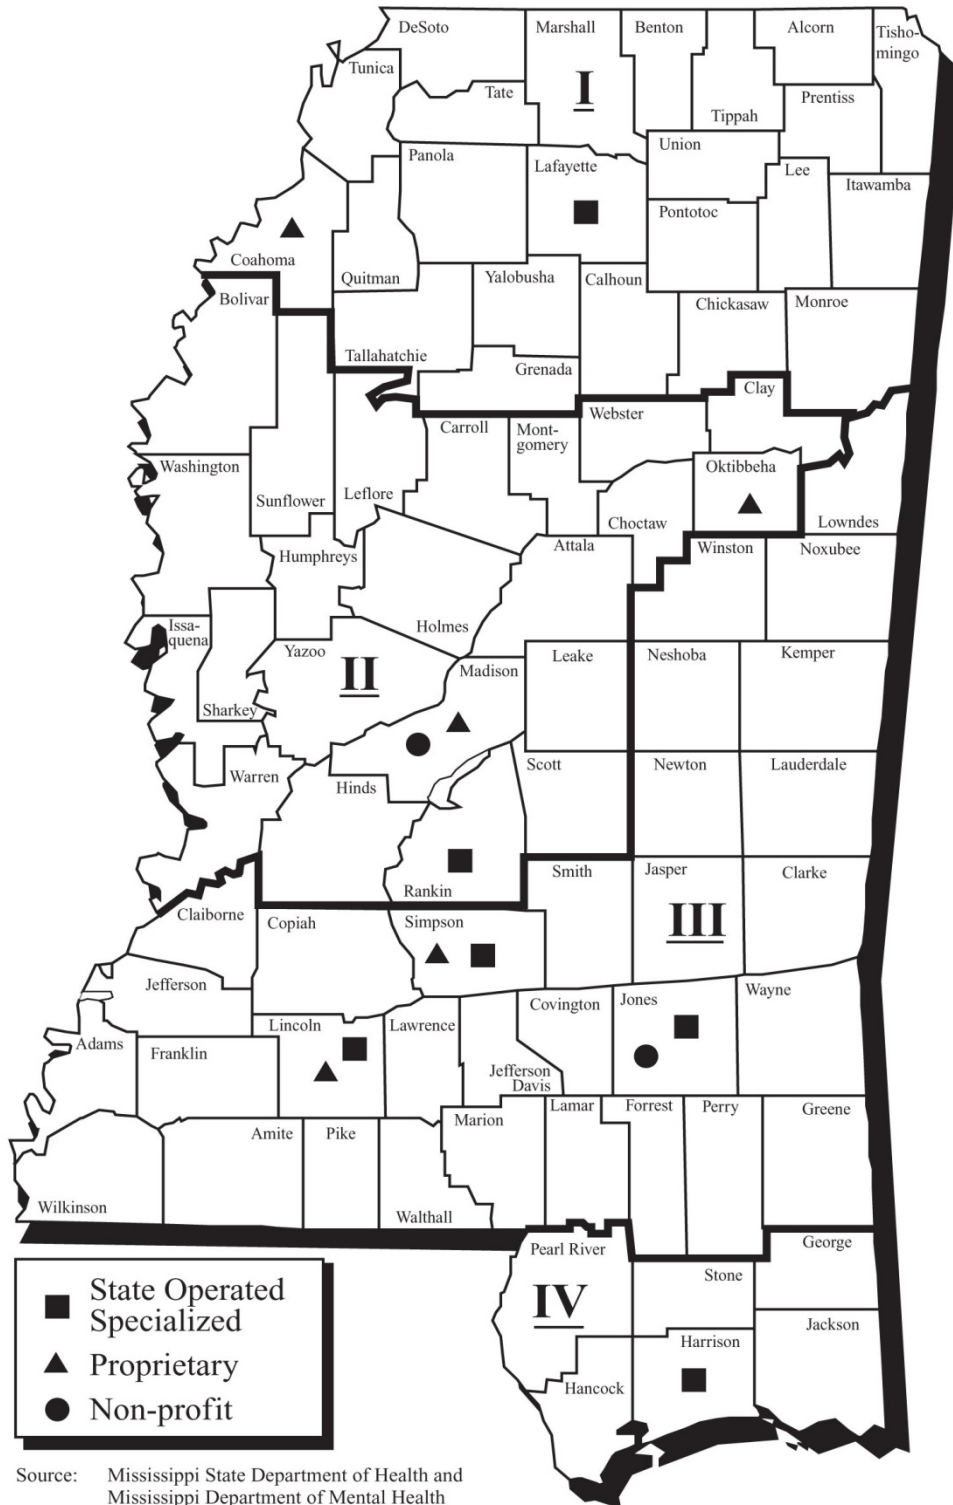 DeSoto
Marshall
Benton
Alcorn
Tisho-
mingo
Tunica
I
Tate
Prentiss
Tippah
Union
Panola
Lafayette
Lee
Itawamba
Pontotoc
Coahoma
Quitman
Yalobusha
Calhoun
Bolivar
Chickasaw
Monroe
Tallahatchie
Grenada
Clay
Webster
Carroll
Mont-
gomery
Washington
Oktibbeha
Sunflower
Leflore
Choctaw
Lowndes
Attala
Winston
Noxubee
Humphreys
Issa-
quena
Holmes
Yazoo
Leake
Neshoba
Kemper
II
Madison
Sharkey
Scott
Newton
Lauderdale
Warren
Hinds
Smith
Jasper
Clarke
Rankin
Claiborne
Copiah
Simpson
III
Jefferson
Covington
Jones
Wayne
Lincoln
Lawrence
Adams
Franklin
Jefferson
Davis
Marion
Lamar
Forrest
Perry
Greene
Amite
Pike
Wilkinson
Walthall
Pearl River
George
Stone
IV
Jackson
Harrison
Hancock
State Operated
Specialized
Proprietary
Non-profit
Source: Mississippi State Department of Health and
Mississippi Department of Mental Health